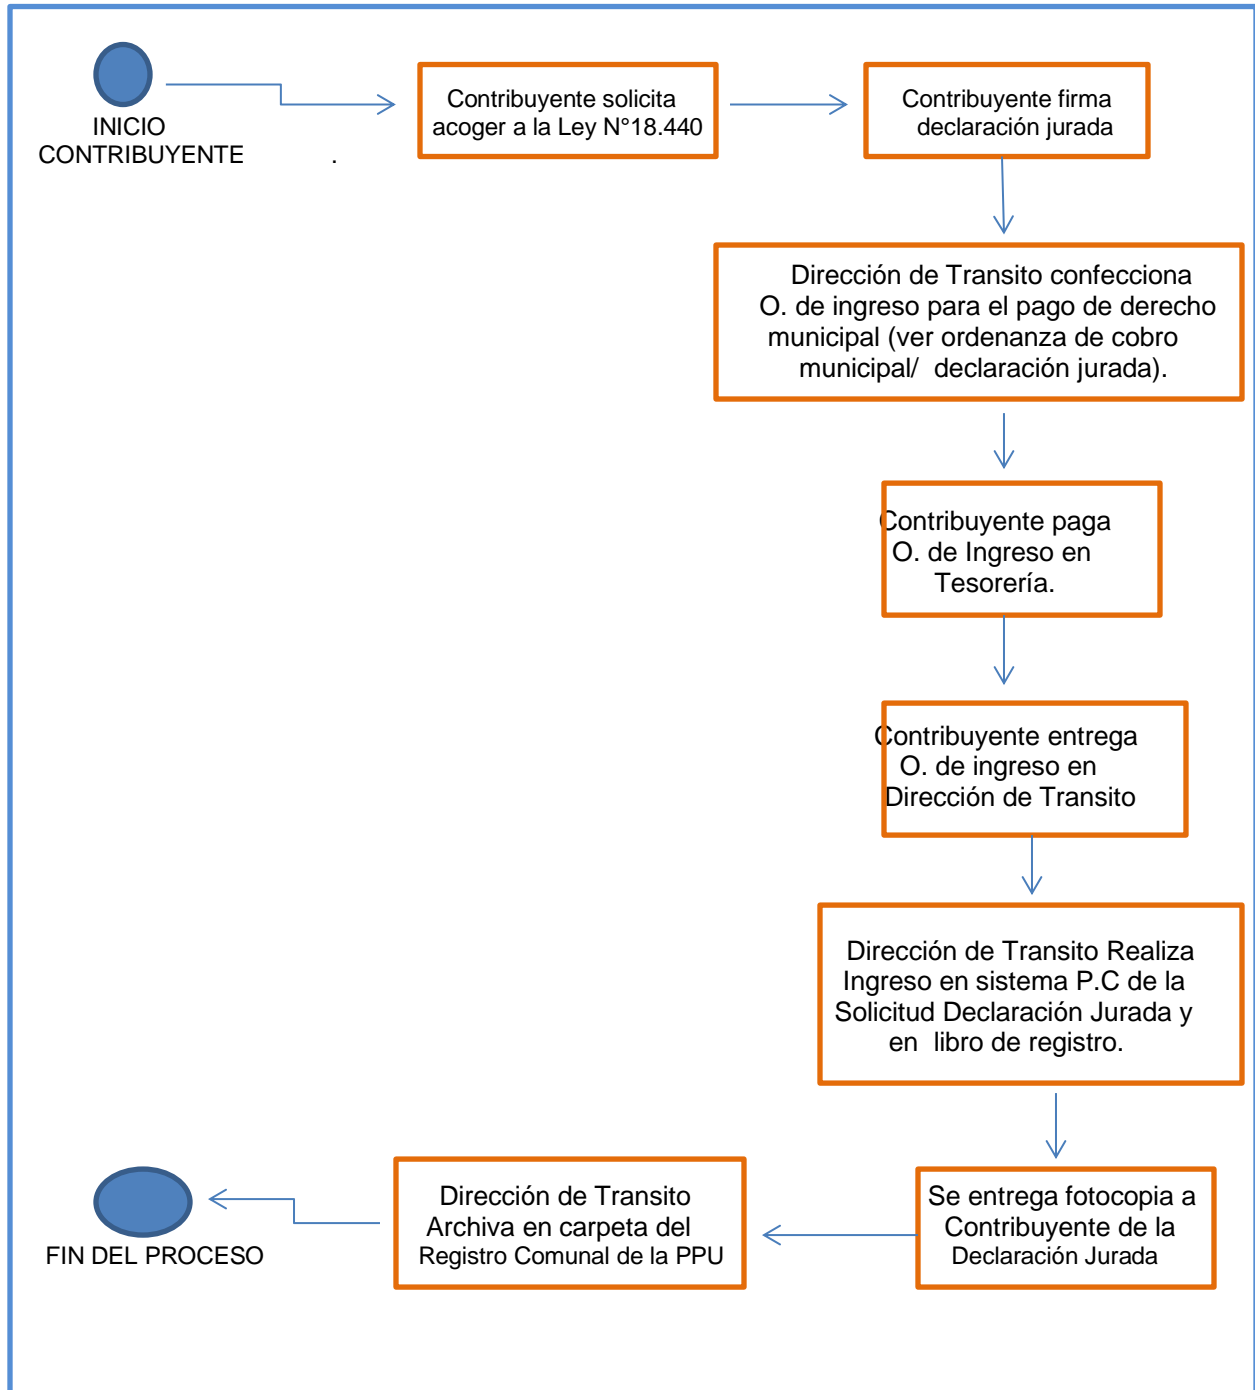 INICIO
CONTRIBUYENTE .
Contribuyente solicita
acoger a la Ley N°18.440
Contribuyente firma
declaración jurada
Dirección de Transito confecciona
O. de ingreso para el pago de derecho
municipal (ver ordenanza de cobro
municipal/ declaración jurada).
Contribuyente paga
O. de Ingreso en
Tesorería.
Contribuyente entrega
O. de ingreso en
Dirección de Transito
Dirección de Transito Realiza
Ingreso en sistema P.C de la
Solicitud Declaración Jurada y
en libro de registro.
Se entrega fotocopia a
Contribuyente de la
Declaración Jurada
Dirección de Transito
Archiva en carpeta del
Registro Comunal de la PPU
FIN DEL PROCESO